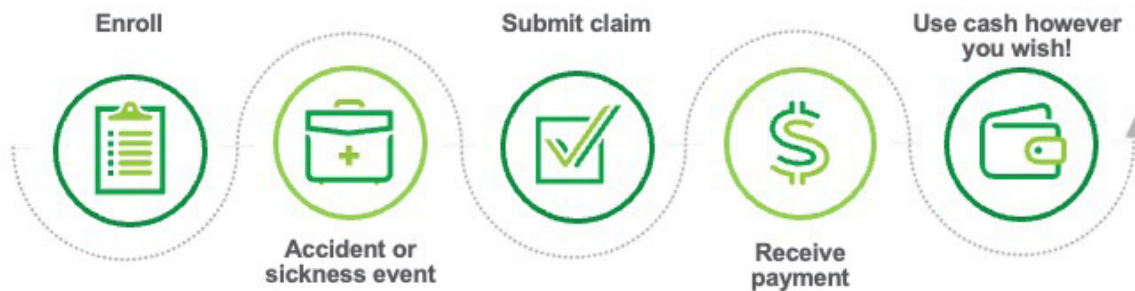 Enroll
Accident or
sickness event
Submit claim
Receive
payment
Use cash however
you wish!